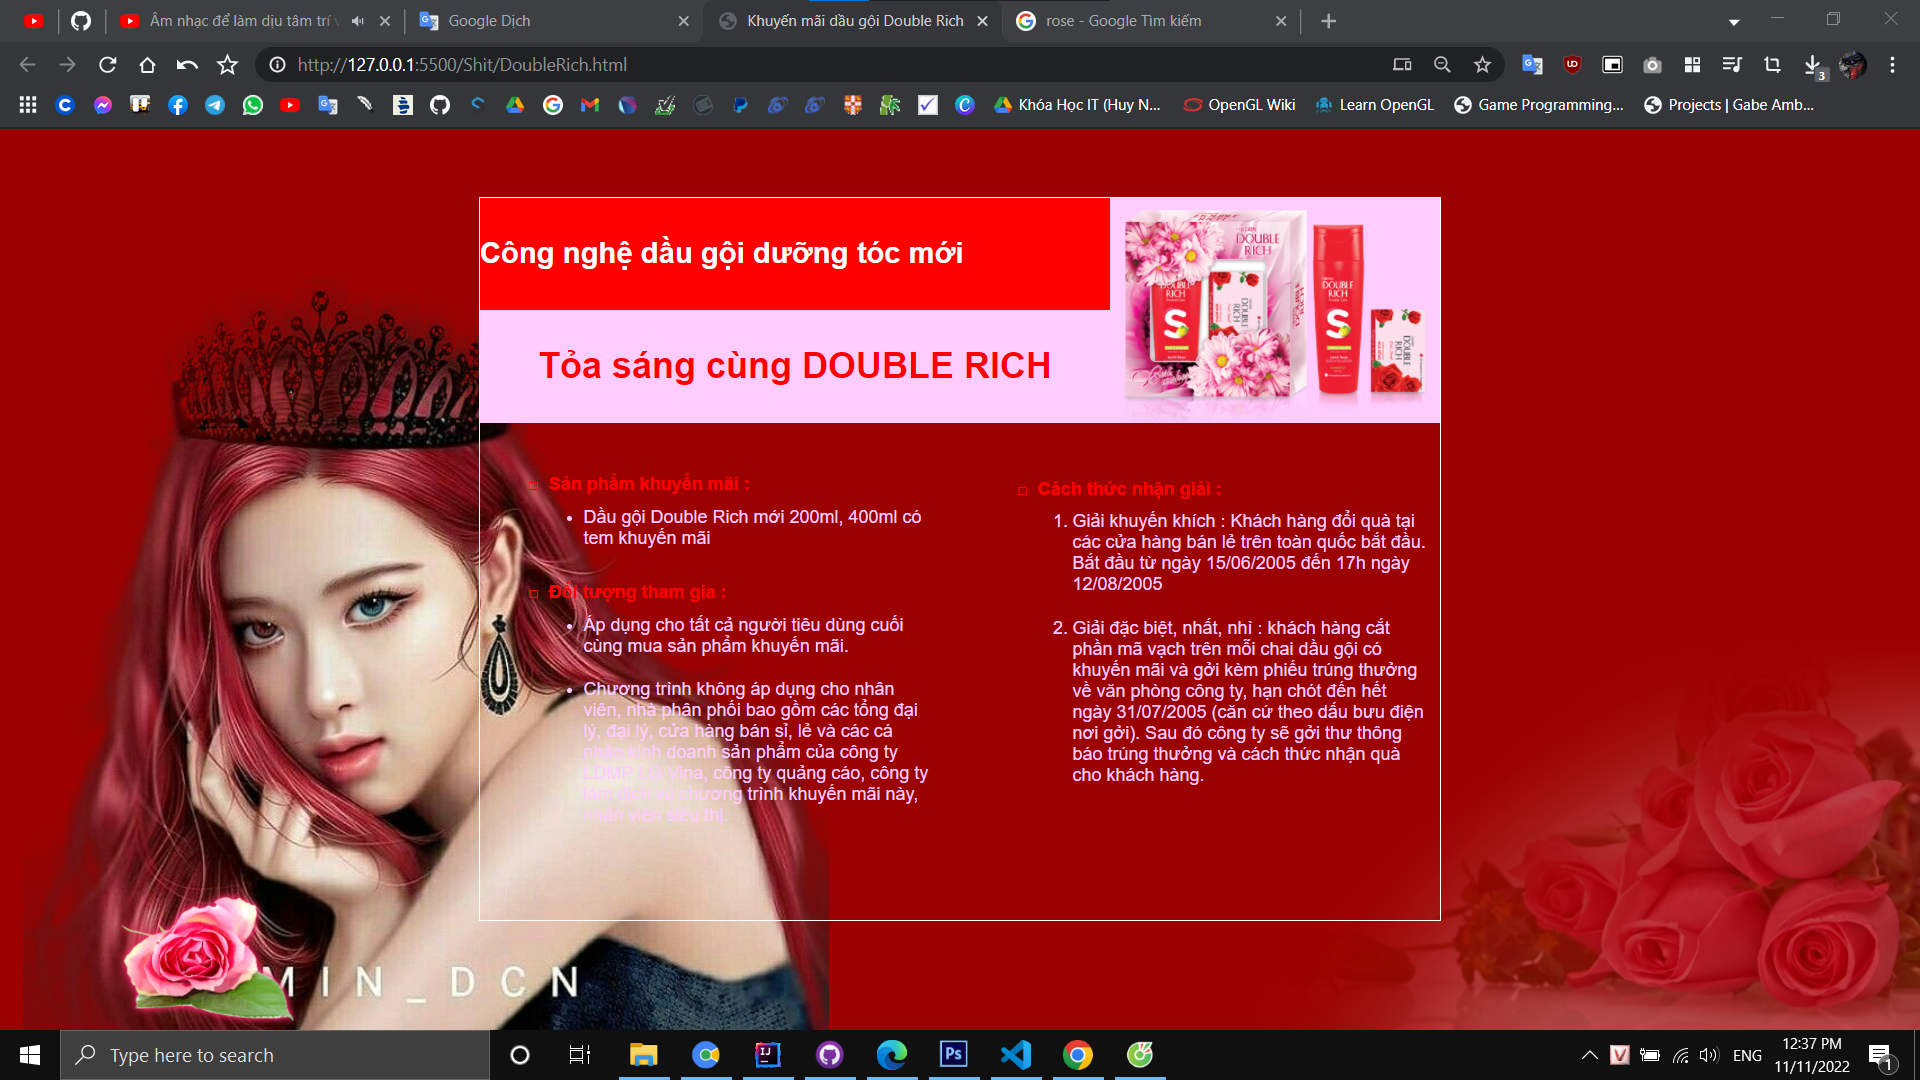 Âm nhạc để làm dịu tâm trí v
Google Dịch
Khuyến mãi dầu gội Double Rich
rose - Google Tìm kiếm
http://127.0.0.1:5500/Shit/DoubleRich.html
3
Khóa Học IT (Huy N...
OpenGL Wiki
Learn OpenGL
Game Programming...
Projects | Gabe Amb...
Công nghệ dầu gội dưỡng tóc mới
Tỏa sáng cùng DOUBLE RICH
DOUBLE
RICH
DOUBLE
RICH
S
DOUBLE
RICH
S
DOUBLE
RICH
Sản phẩm khuyến mãi :
Dầu gội Double Rich mới 200ml, 400ml có
tem khuyến mãi
Đối tượng tham gia :
Áp dụng cho tất cả người tiêu dùng cuối
cùng mua sản phẩm khuyến mãi.
Chương trình không áp dụng cho nhân
viên, nhà phân phối bao gồm các tổng đại
lý, đại lý, cửa hàng bán sỉ, lẻ và các cá
nhân kinh doanh sản phẩm của công ty
Vina, công ty quảng cáo, công ty
chương trình khuyến mãi này,
nhân viên siêu thị.
Cách thức nhận giải :
1. Giải khuyến khích : Khách hàng đổi quà tại
các cửa hàng bán lẻ trên toàn quốc bắt đầu.
Bắt đầu từ ngày 15/06/2005 đến 17h ngày
12/08/2005
2. Giải đặc biệt, nhất, nhì : khách hàng cắt
phần mã vạch trên mỗi chai dầu gội có
khuyến mãi và gởi kèm phiếu trúng thưởng
về văn phòng công ty, hạn chót đến hết
ngày 31/07/2005 (căn cứ theo dấu bưu điện
nơi gởi). Sau đó công ty sẽ gởi thư thông
báo trúng thưởng và cách thức nhận quà
cho khách hàng.
MIN_DCN
Type here to search
ENG
12:37 PM
11/11/2022
1